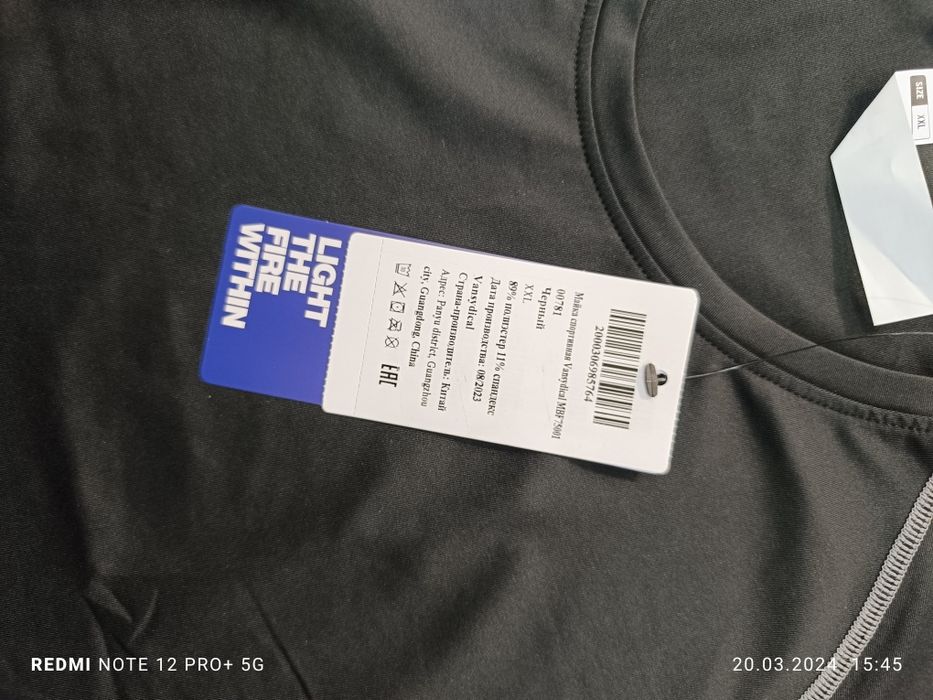 LIGHT
THE
FIRE
WITHIN
2000306985764
Майка спортивная Vansydical MBF75001
00781
Черный
XXL
89% полиэстер 11% спандекс
Дата производства: 08/2023
Vansydical
Страна-производитель: Китай
Адрес: Panyu district, Guangzhou
city, Guangdong, China
EAC
SIZE
XXL
REDMI NOTE 12 PRO+ 5G
20.03.2024 15:45